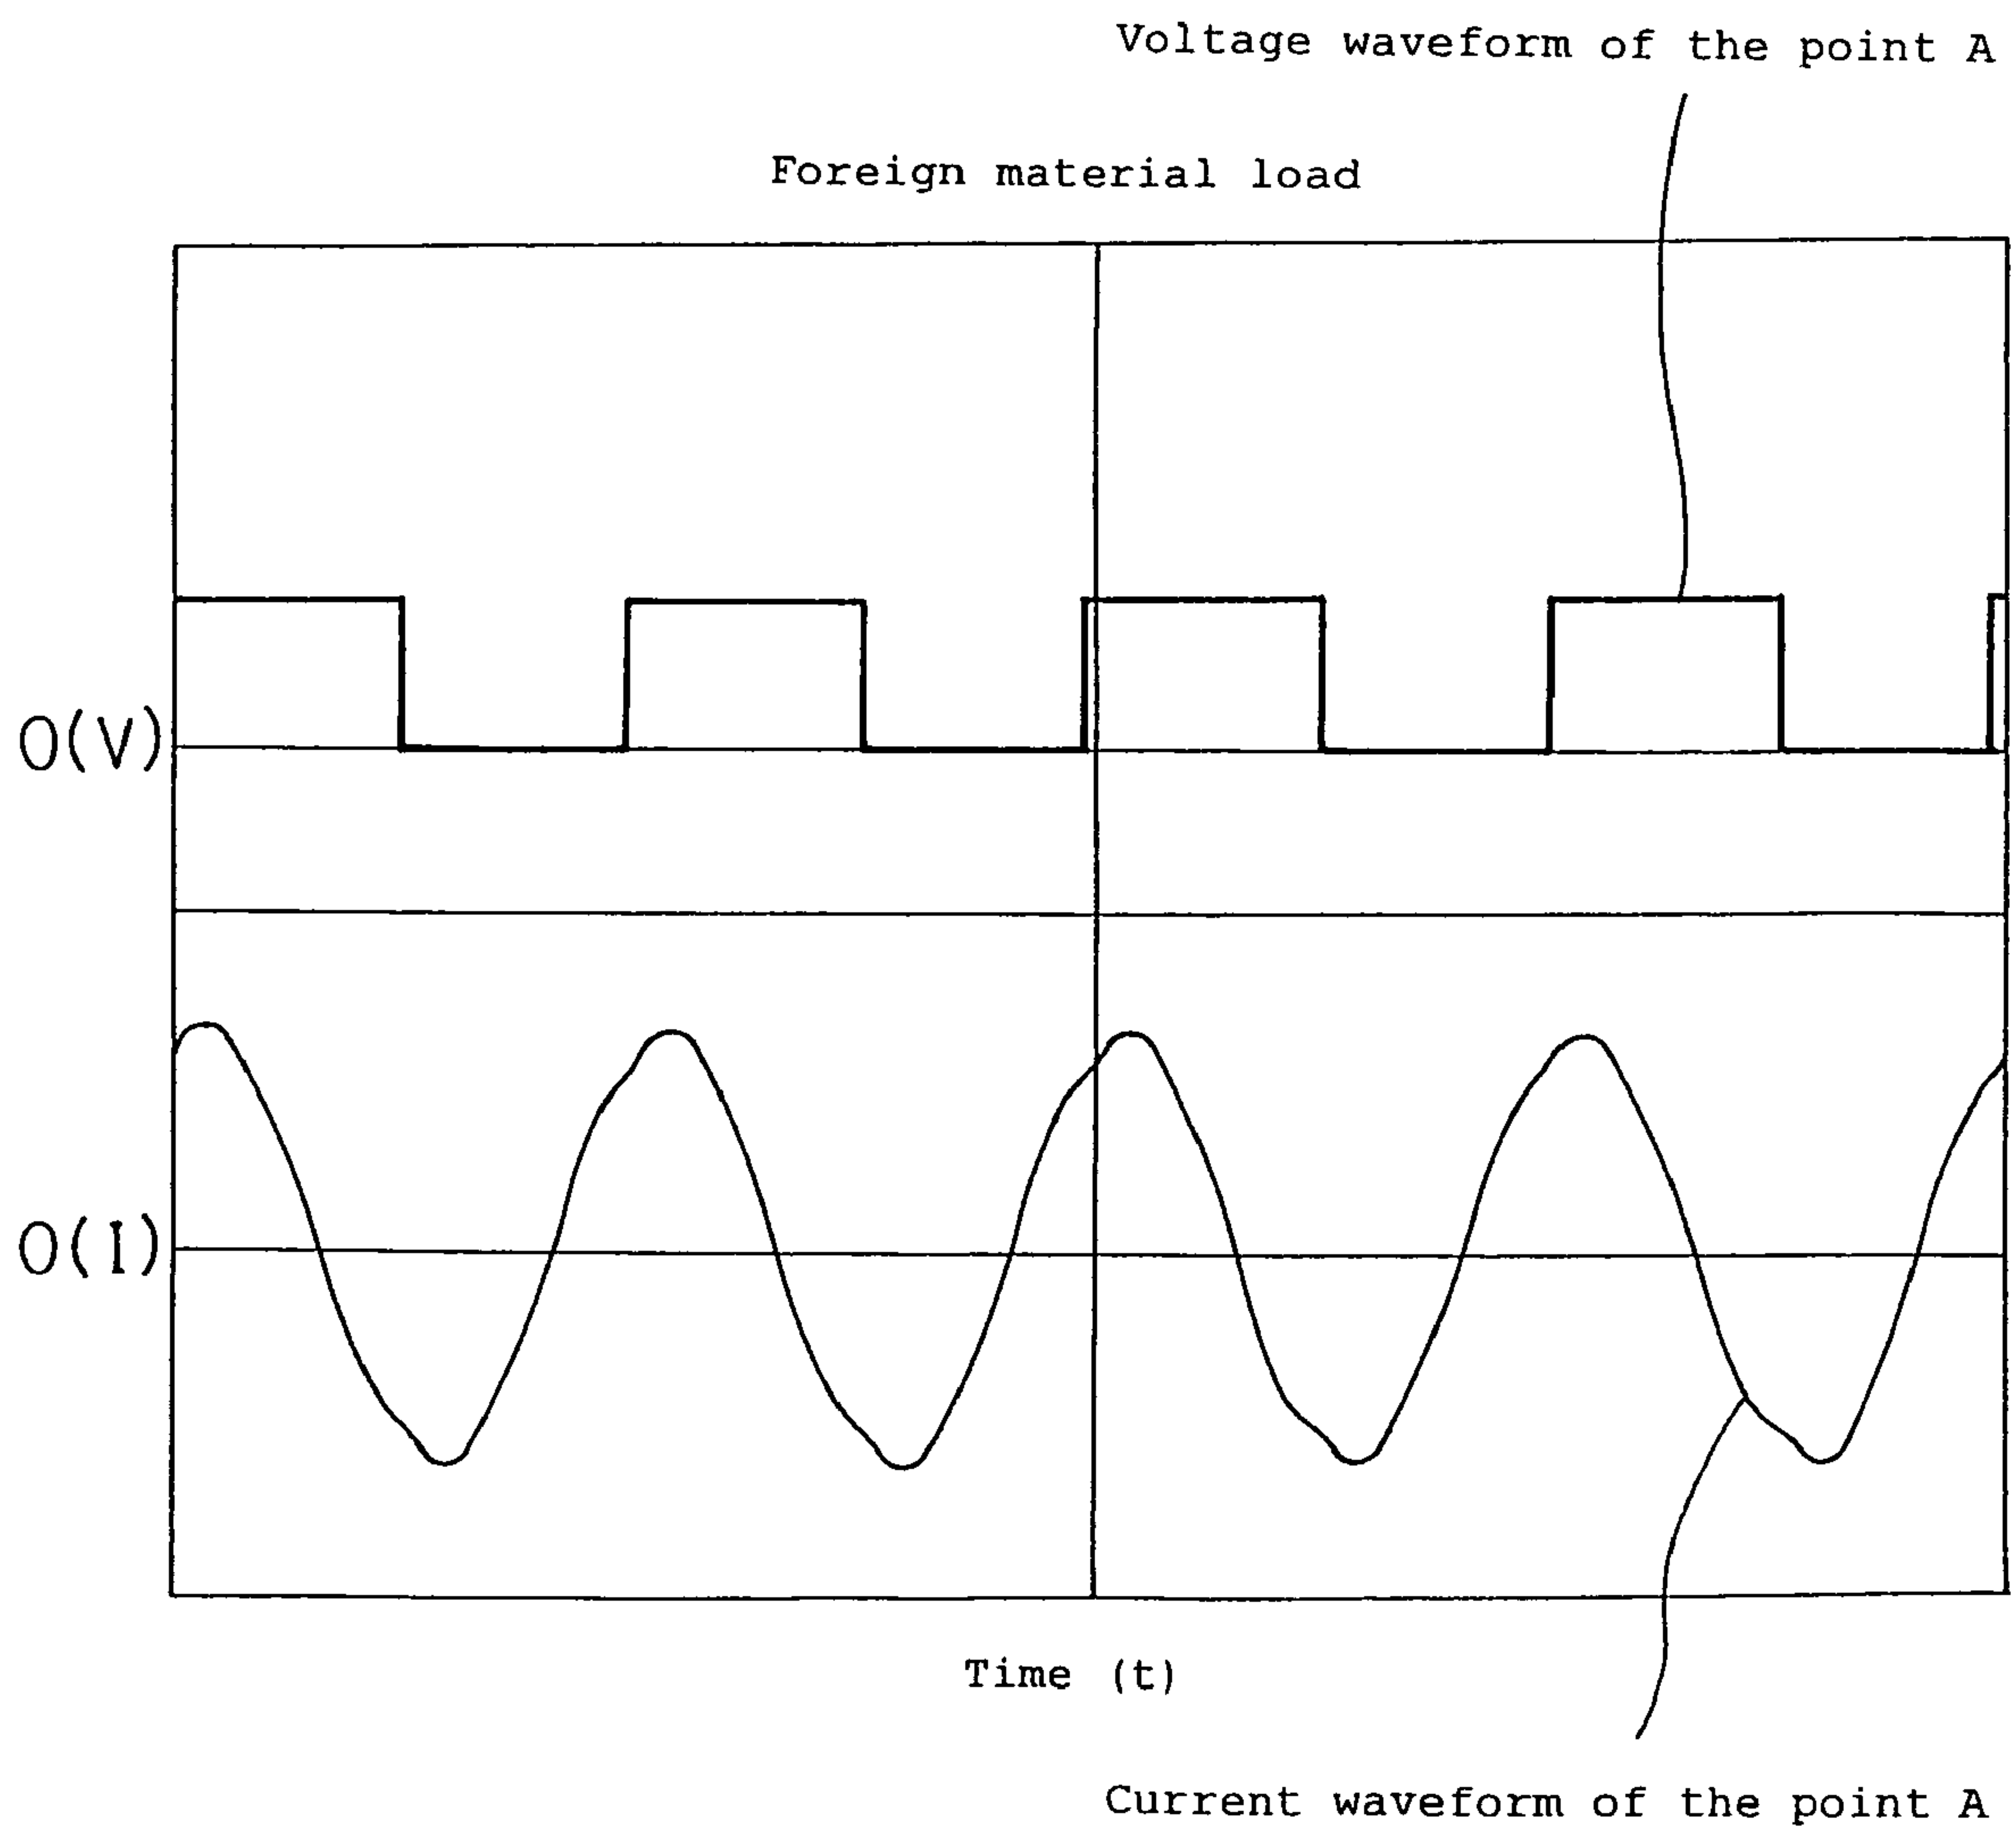 Voltage waveform of the point A
Foreign material load
0(V)
0(I)
Time (t)
Current waveform of the point A